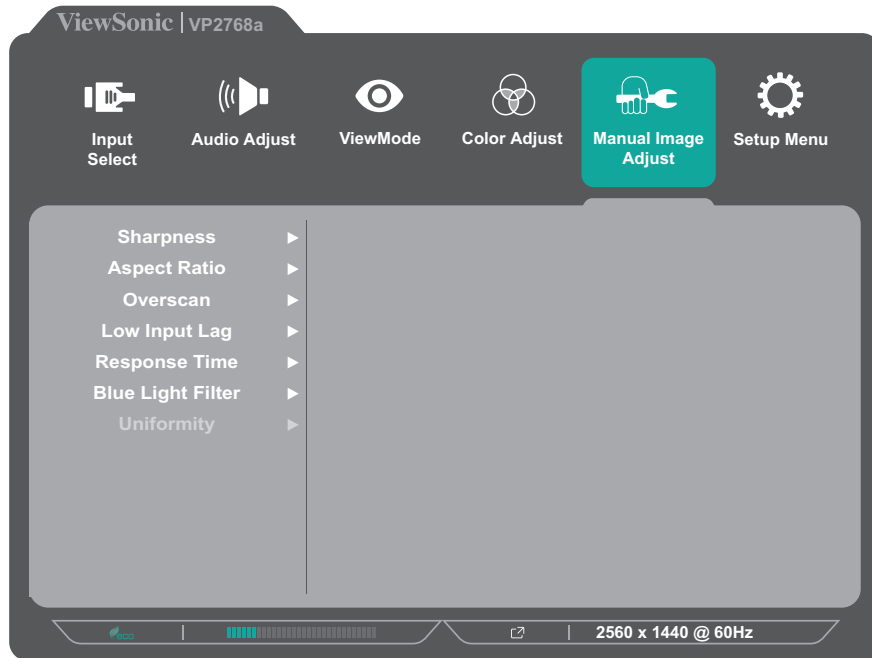 ViewSonic | VP2768a
Input Select
Audio Adjust
ViewMode
Color Adjust
Manual Image Adjust
Setup Menu
Sharpness
Aspect Ratio
Overscan
Low Input Lag
Response Time
Blue Light Filter
Uniformity
eco
2560 x 1440 @ 60Hz